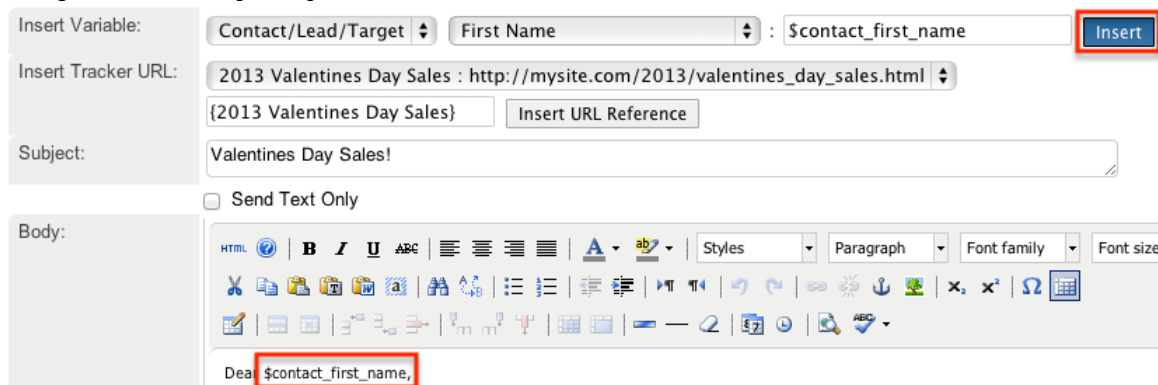 Insert Variable: Contact/Lead/Target First Name : $contact_first_name Insert
Insert Tracker URL: 2013 Valentines Day Sales : http://mysite.com/2013/valentines_day_sales.html
{2013 Valentines Day Sales} Insert URL Reference
Subject: Valentines Day Sales!
Send Text Only
Body:
HTML B I U ABC A ab Styles Paragraph Font family Font size
Dear $contact_first_name,